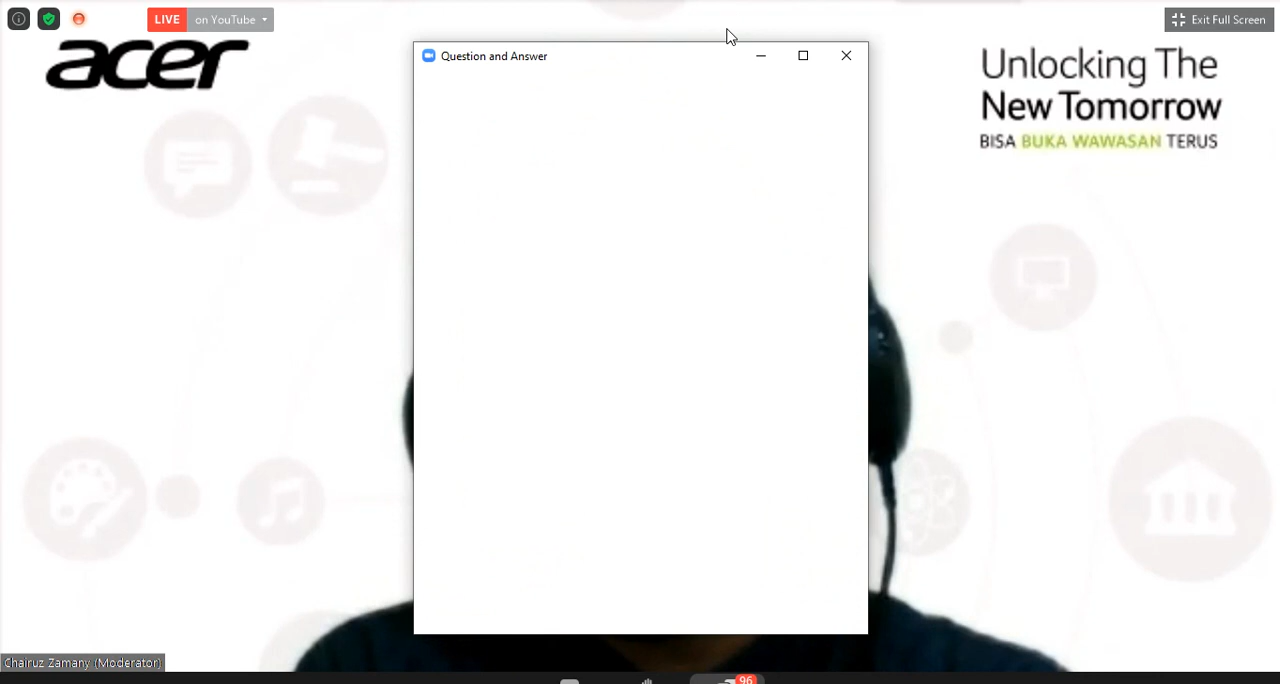 LIVE on YouTube
Exit Full Screen
acer
Question and Answer
Unlocking The
New Tomorrow
BISA BUKA WAWASAN TERUS
Chairuz Zamany (Moderator)
96